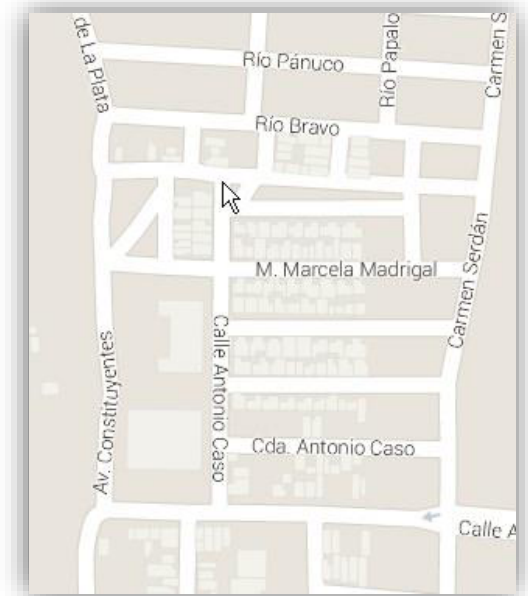 de La Plata
Río Pánuco
Río Papalo
Carmen S
Río Bravo
M. Marcela Madrigal
Carmen Serdán
Av. Constituyentes
Calle Antonio Caso
Cda. Antonio Caso
Calle A